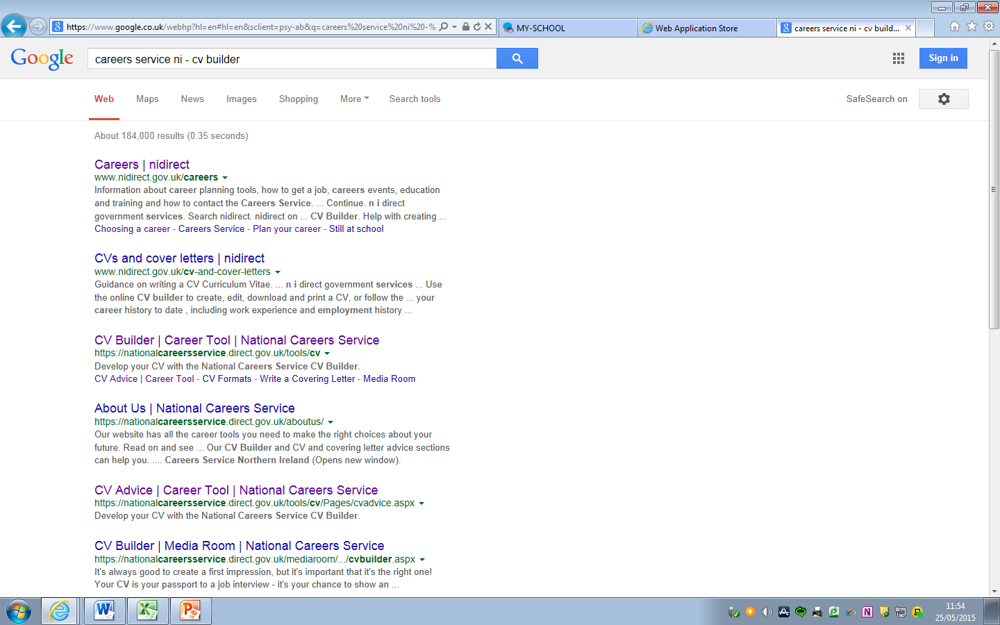 https://www.google.co.uk/webhp?hl=en#hl=en&sclient=psy-ab&q=careers%20service%20ni%20-%
MY-SCHOOL
Web Application Store
careers service ni - cv build...
Google
careers service ni - cv builder
Sign in
Web Maps News Images Shopping More Search tools
SafeSearch on
About 184,000 results (0.35 seconds)
Careers | nidirect
www.nidirect.gov.uk/careers
Information about career planning tools, how to get a job, careers events, education
and training and how to contact the Careers Service. ... Continue. n i direct
government services. Search nidirect. nidirect on ... CV Builder. Help with creating ...
Choosing a career - Careers Service - Plan your career - Still at school
CVs and cover letters | nidirect
www.nidirect.gov.uk/cv-and-cover-letters
Guidance on writing a CV Curriculum Vitae. ... n i direct government services ... Use
the online CV builder to create, edit, download and print a CV, or follow the ... your
career history to date , including work experience and employment history ...
CV Builder | Career Tool | National Careers Service
https://nationalcareersservice.direct.gov.uk/tools/cv
Develop your CV with the National Careers Service CV Builder.
CV Advice | Career Tool - CV Formats - Write a Covering Letter - Media Room
About Us | National Careers Service
https://nationalcareersservice.direct.gov.uk/aboutus/
Our website has all the career tools you need to make the right choices about your
future. Read on and see ... Our CV Builder and CV and covering letter advice sections
can help you. .... Careers Service Northern Ireland (Opens new window).
CV Advice | Career Tool | National Careers Service
https://nationalcareersservice.direct.gov.uk/tools/cv/Pages/cvadvice.aspx
Develop your CV with the National Careers Service CV Builder.
CV Builder | Media Room | National Careers Service
https://nationalcareersservice.direct.gov.uk/mediaroom/.../cvbuilder.aspx
It's always good to create a first impression, but it's important that it's the right one!
Your CV is your passport to a job interview - it's your chance to show an ...
11:54
25/05/2015